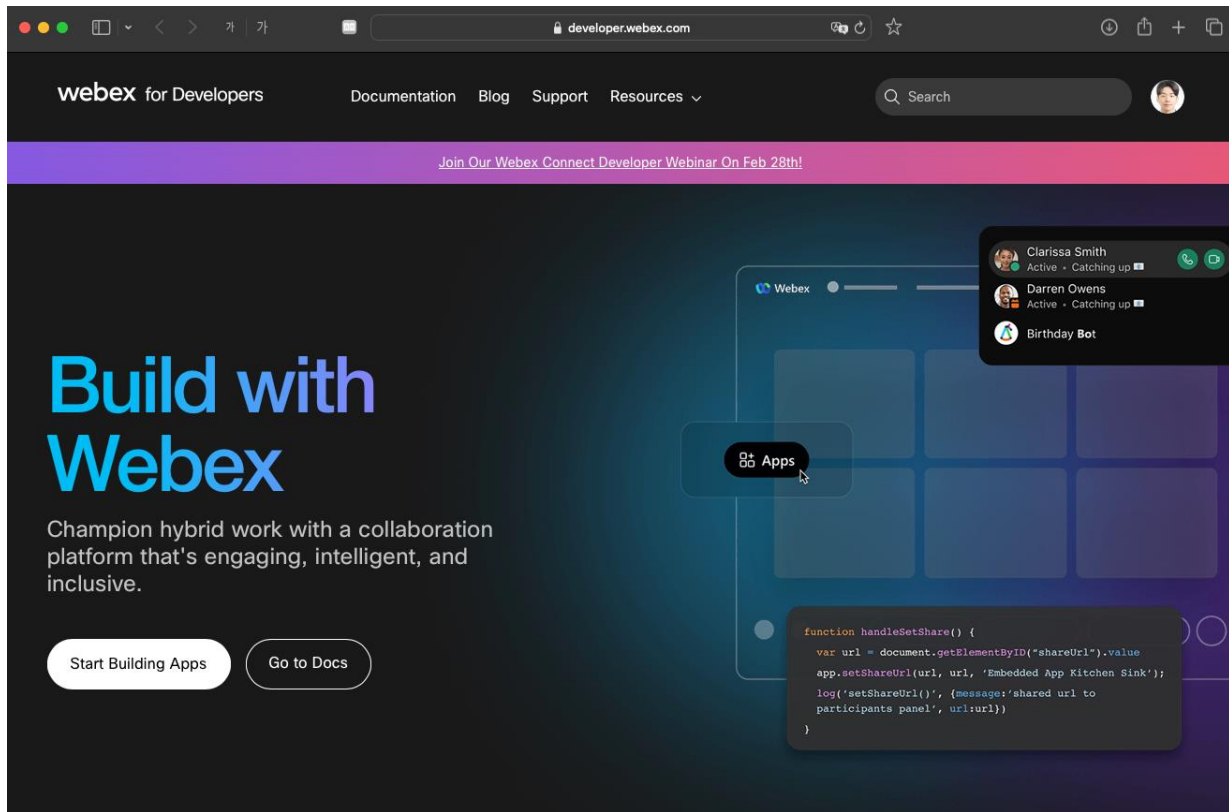 가 가
developer.webex.com
webex for Developers
Documentation Blog Support Resources
Search
Join Our Webex Connect Developer Webinar On Feb 28th!
Clarissa Smith
Active • Catching up
Darren Owens
Active • Catching up
Birthday Bot
Webex
Build with
Webex
Apps
Champion hybrid work with a collaboration
platform that's engaging, intelligent, and
inclusive.
Start Building Apps Go to Docs
function handleSetShare() {
var url = document.getElementByID("shareUrl").value
app.setShareUrl(url, url, 'Embedded App Kitchen Sink');
log('setShareUrl()', {message:'shared url to
participants panel', url:url})
}